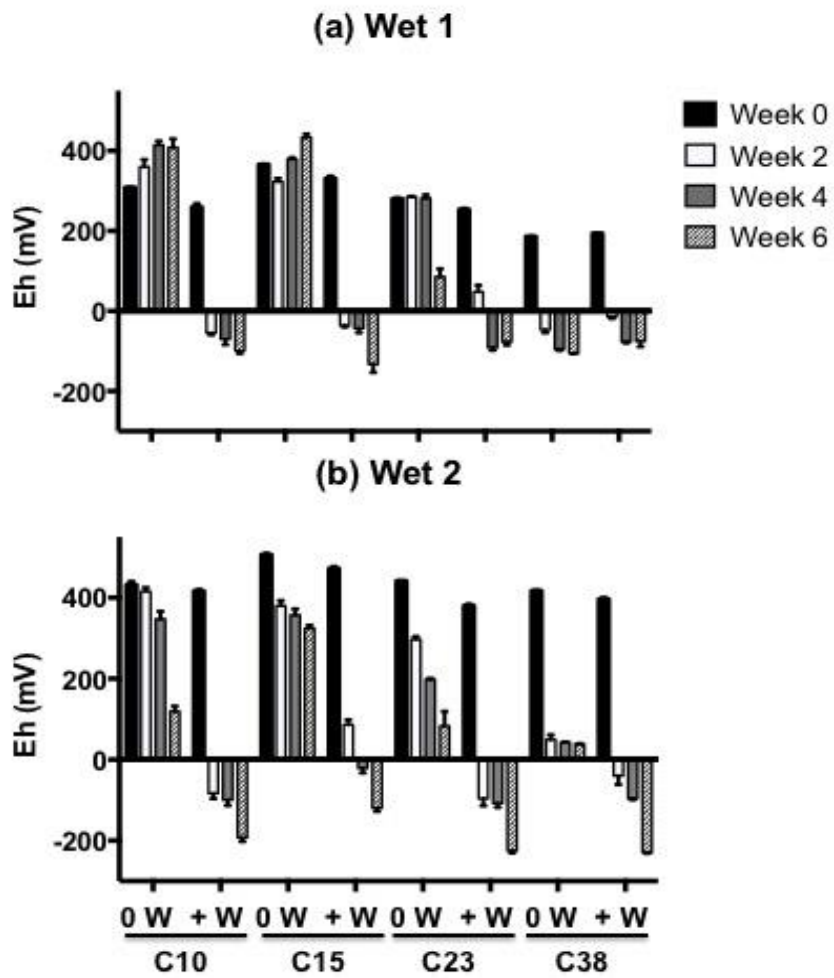 (a) Wet 1
Eh (mV)
400
200
0
-200
Week 0
Week 2
Week 4
Week 6
(b) Wet 2
Eh (mV)
400
200
0
-200
0 W + W 0 W + W 0 W + W 0 W + W
C10 C15 C23 C38